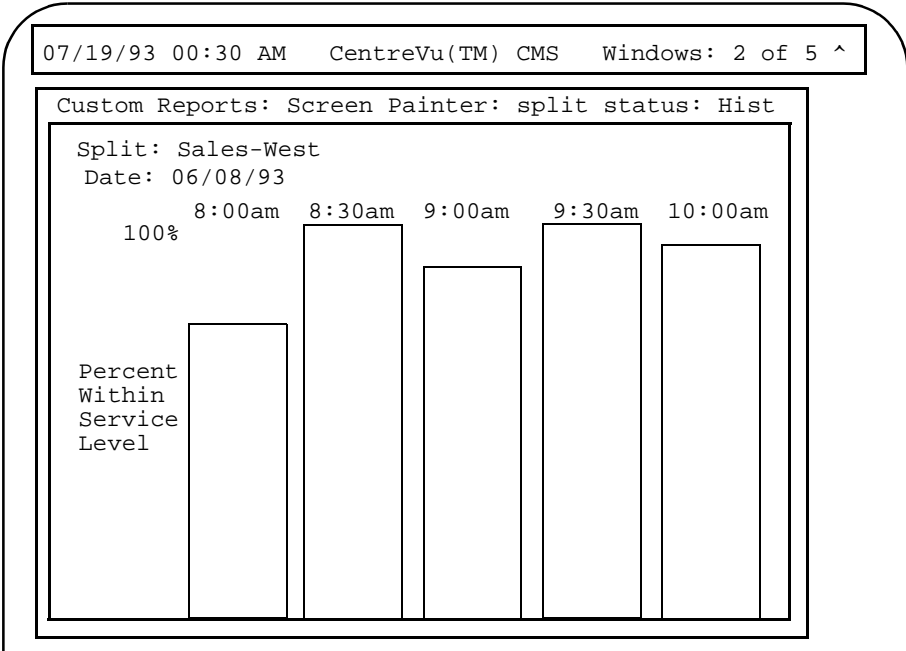 07/19/93 00:30 AM CentreVu(TM) CMS Windows: 2 of 5 ^
Custom Reports: Screen Painter: split status: Hist
Split: Sales-West
Date: 06/08/93
8:00am 8:30am 9:00am 9:30am 10:00am
100%
Percent
Within
Service
Level